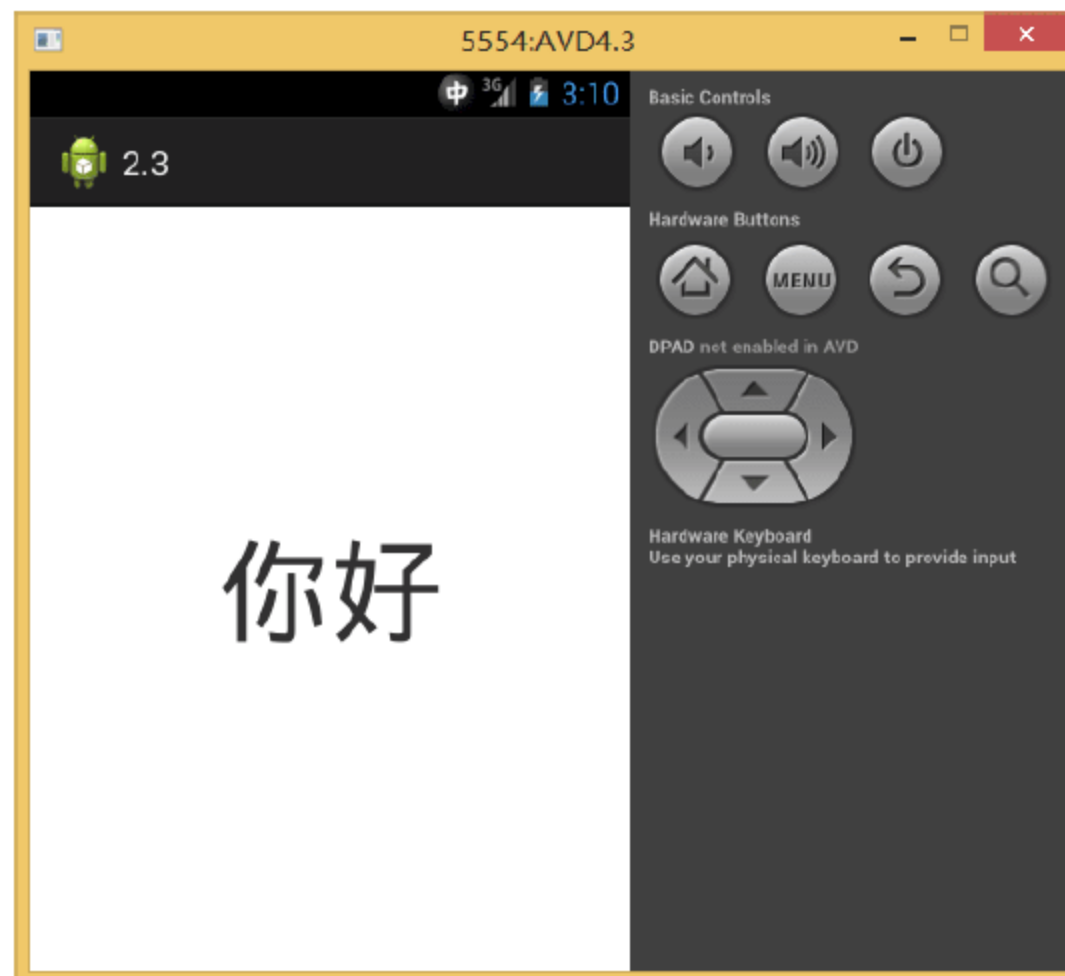 5554:AVD4.3
中 3G 3:10
2.3
你好
Basic Controls
Hardware Buttons
MENU
DPAD not enabled in AVD
Hardware Keyboard
Use your physical keyboard to provide input